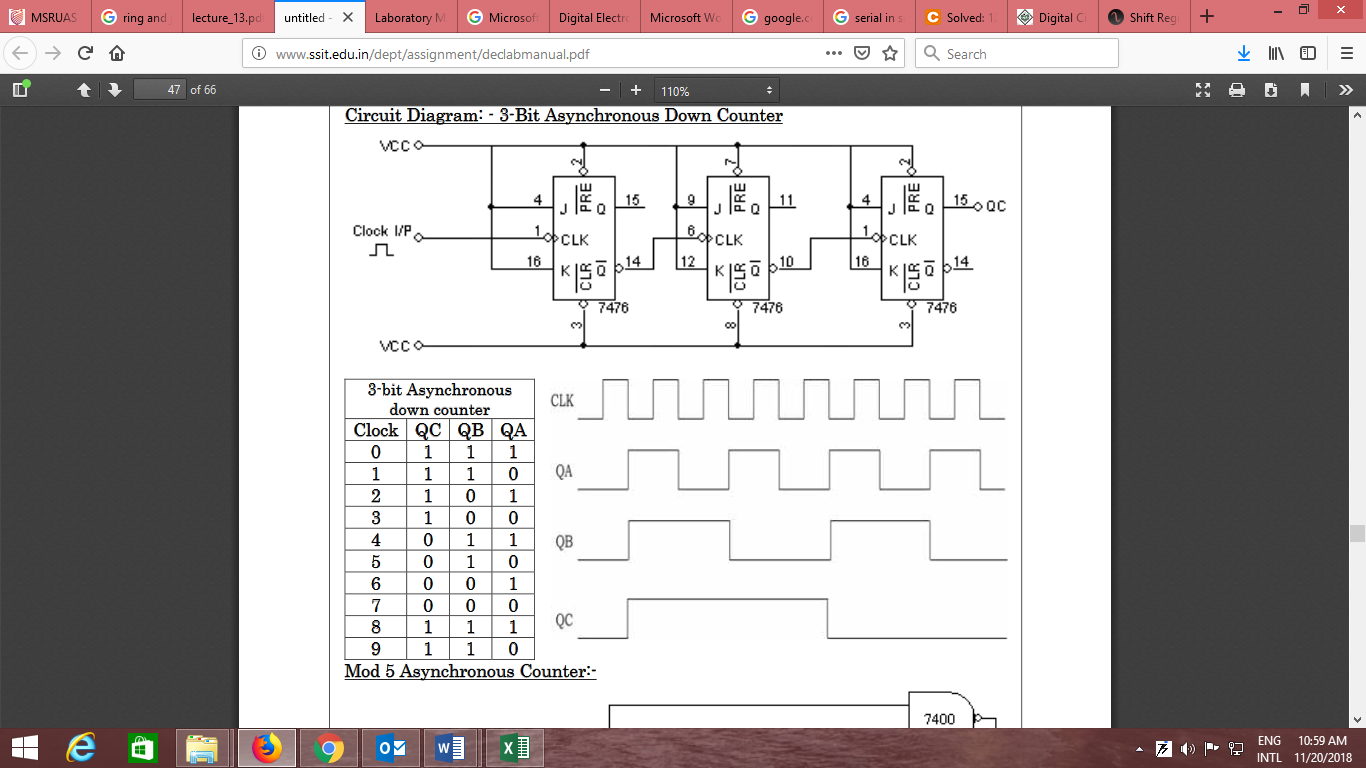 MSRUAS
ring and
lecture_13.pd
untitled -
Laboratory M
Microsoft
Digital Electro
Microsoft Wo
google.c
serial in s
Solved: 1
Digital Ci
Shift Reg
www.ssit.edu.in/dept/assignment/declabmanual.pdf
Search
47 of 66
110%
Circuit Diagram: - 3-Bit Asynchronous Down Counter
VCC
2 7 2
4 J PRE Q 15 9 J PRE Q 11 4 J PRE Q 15 QC
Clock I/P 1 CLK 6 CLK 1 CLK
16 K CLR Q 14 12 K CLR Q 10 16 K CLR Q 14
7476 7476 7476
3 8 3
VCC
3-bit Asynchronous
down counter
Clock QC QB QA
0 1 1 1
1 1 1 0
2 1 0 1
3 1 0 0
4 0 1 1
5 0 1 0
6 0 0 1
7 0 0 0
8 1 1 1
9 1 1 0
CLK
QA
QB
QC
Mod 5 Asynchronous Counter:-
7400
ENG 10:59 AM
INTL 11/20/2018